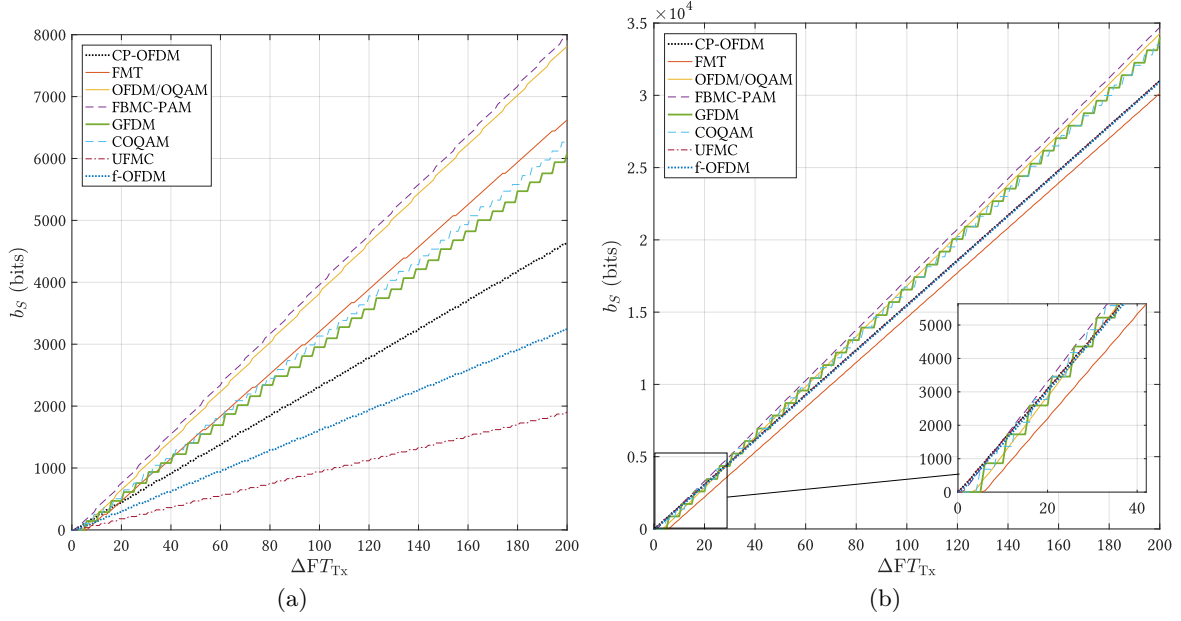 8000
7000
6000
5000
4000
3000
2000
1000
0
b_S (bits)
CP-OFDM
FMT
OFDM/OQAM
FBMC-PAM
GFDM
COQAM
UFMC
f-OFDM
0 20 40 60 80 100 120 140 160 180 200
ΔFT_Tx
(a)
×10^4
3.5
3
2.5
2
1.5
1
0.5
0
b_S (bits)
CP-OFDM
FMT
OFDM/OQAM
FBMC-PAM
GFDM
COQAM
UFMC
f-OFDM
5000
4000
3000
2000
1000
0
0 20 40
0 20 40 60 80 100 120 140 160 180 200
ΔFT_Tx
(b)